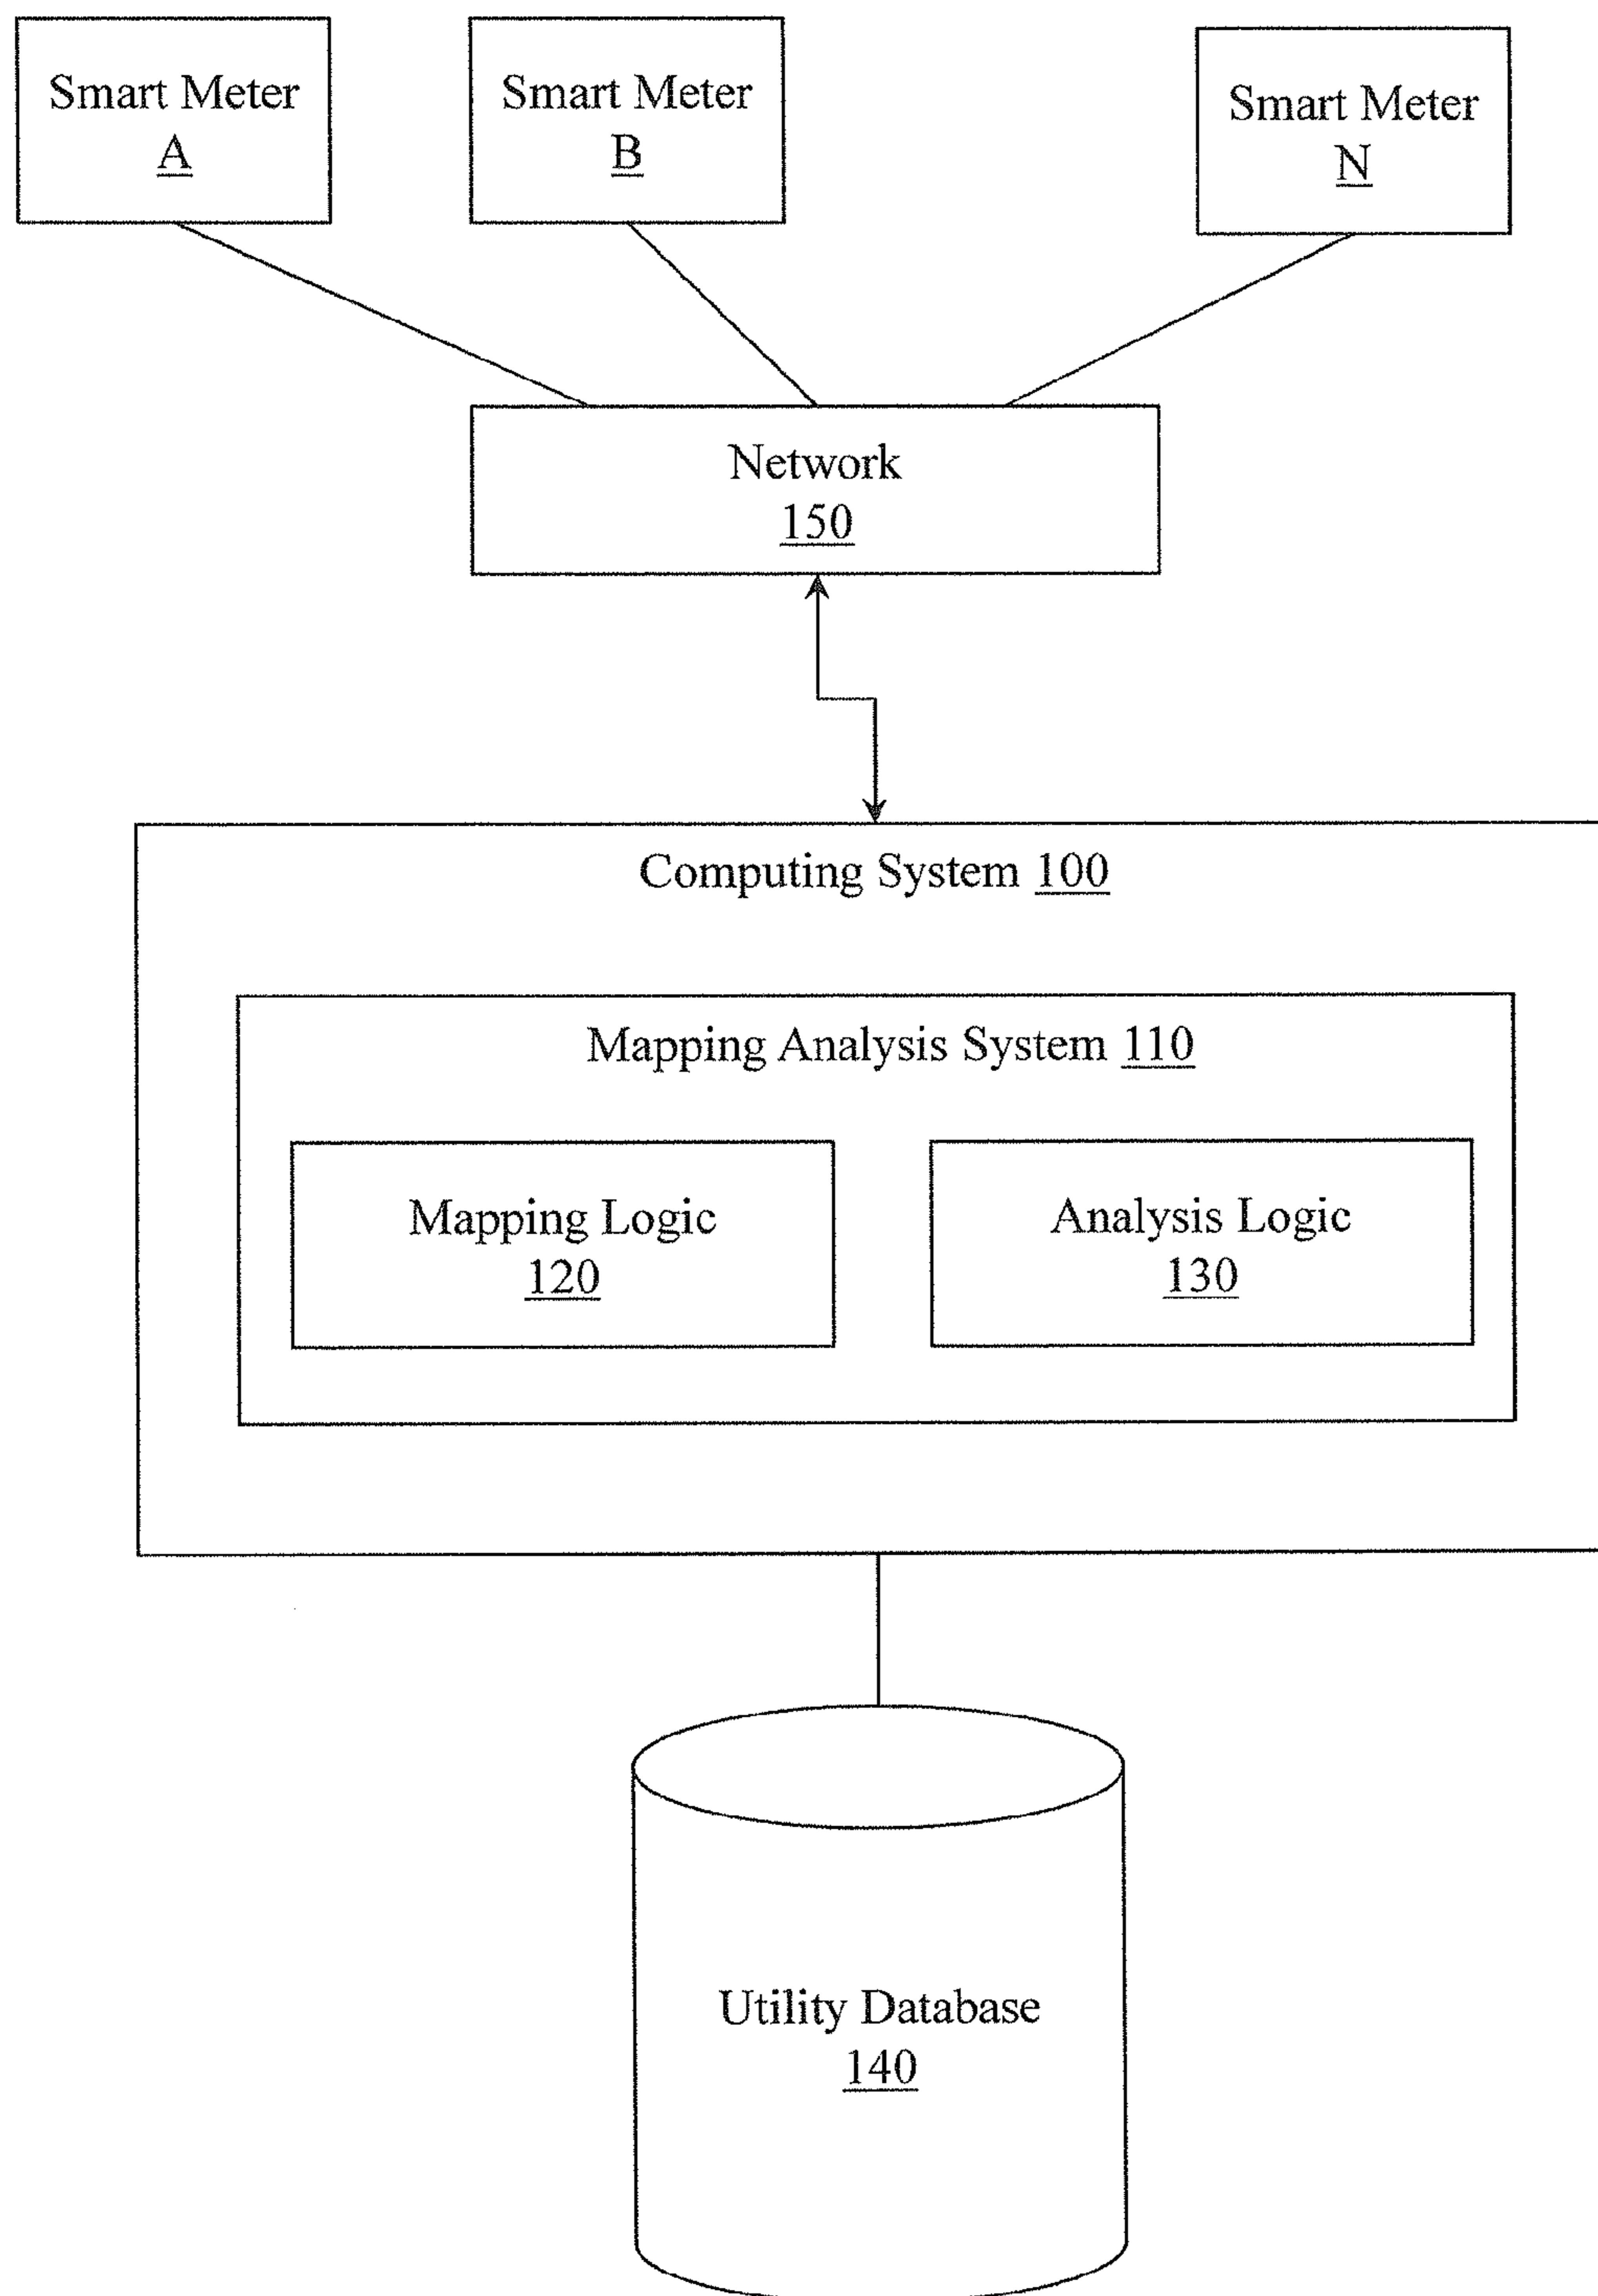 Smart Meter
A
Smart Meter
B
Smart Meter
N
Network
150
Computing System 100
Mapping Analysis System 110
Mapping Logic
120
Analysis Logic
130
Utility Database
140